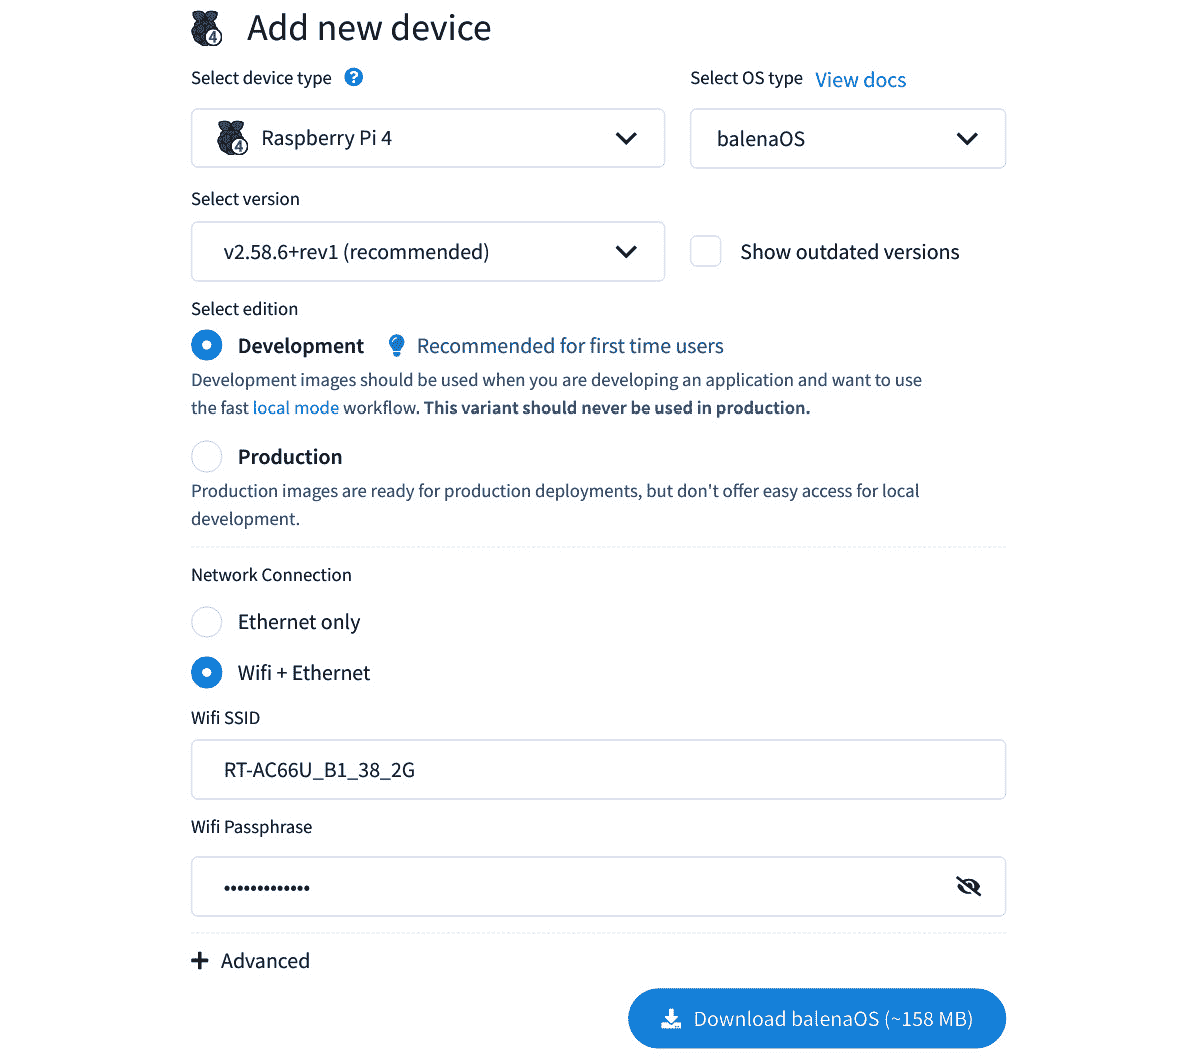 Add new device
Select device type ?
Select OS type View docs
4 Raspberry Pi 4
balenaOS
Select version
v2.58.6+rev1 (recommended)
Show outdated versions
Select edition
Development Recommended for first time users
Development images should be used when you are developing an application and want to use
the fast local mode workflow. This variant should never be used in production.
Production
Production images are ready for production deployments, but don't offer easy access for local
development.
Network Connection
Ethernet only
Wifi + Ethernet
Wifi SSID
RT-AC66U_B1_38_2G
Wifi Passphrase
•••••••••••••
+ Advanced
Download balenaOS (~158 MB)